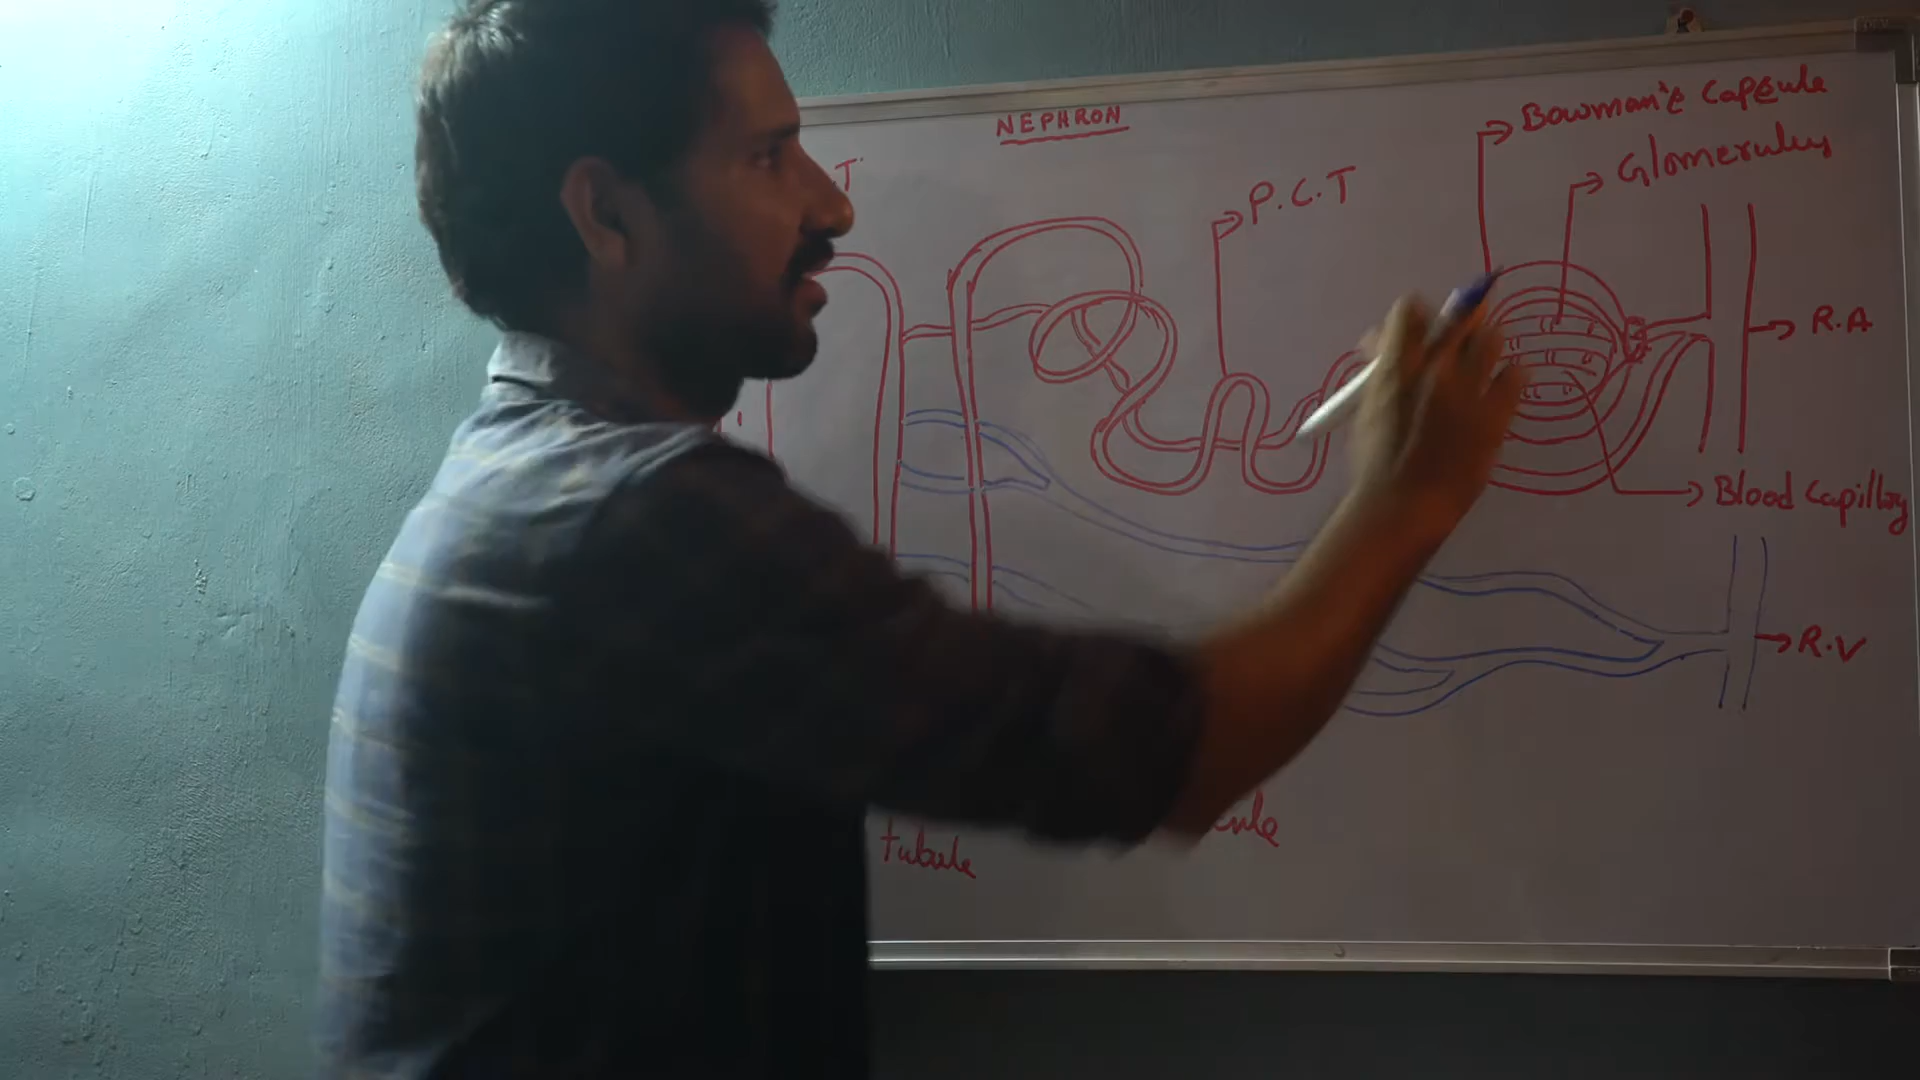 NEPHRON
Bowman's Capsule
Glomerulus
T
P.C.T
R.A
Blood Capillary
R.V
tubule